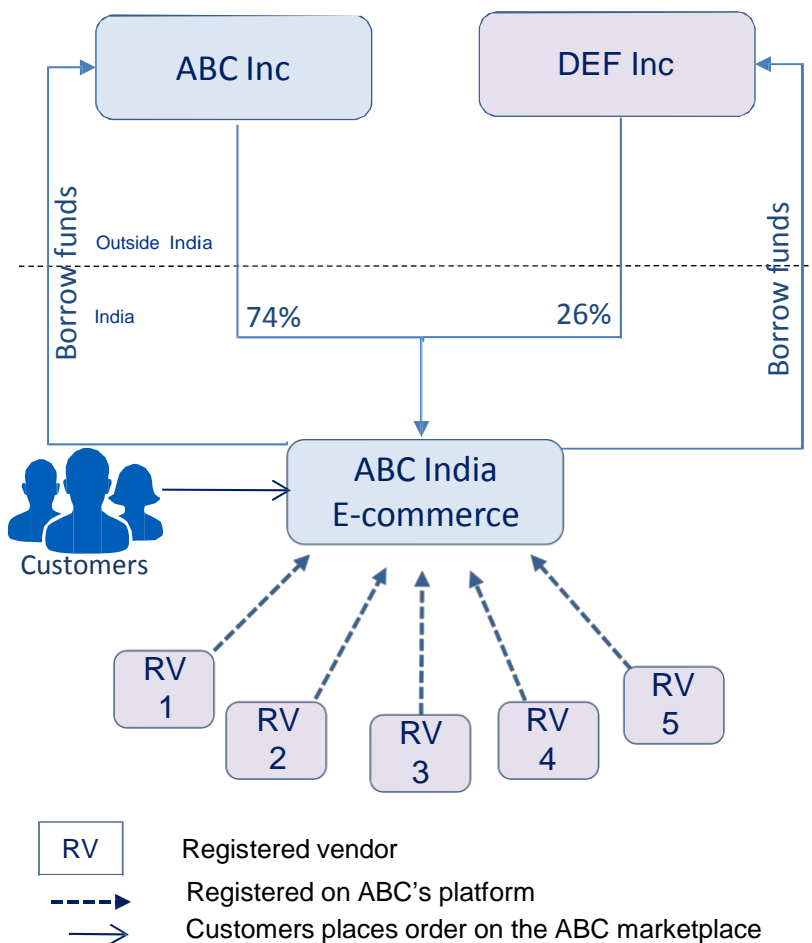 ABC Inc
DEF Inc
Borrow funds
Outside India
Borrow funds
India
74%
26%
ABC India
E-commerce
Customers
RV
1
RV
2
RV
3
RV
4
RV
5
RV
Registered vendor
Registered on ABC's platform
Customers places order on the ABC marketplace